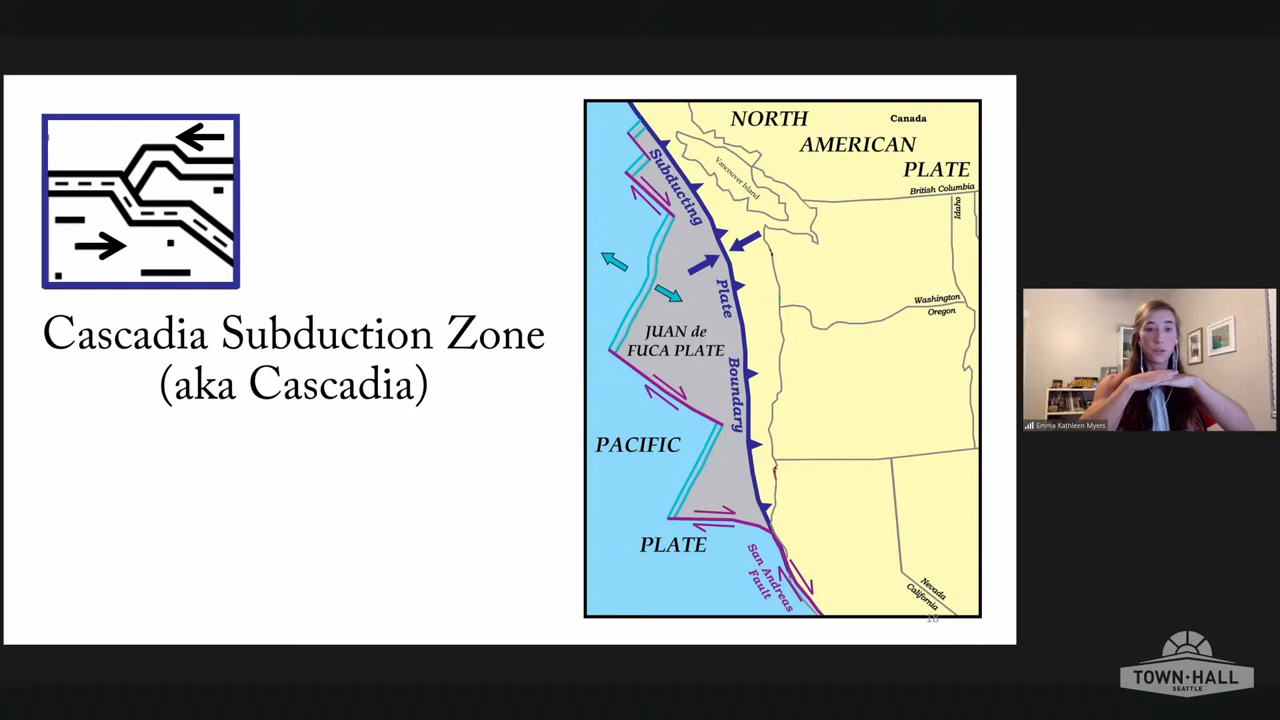 Cascadia Subduction Zone
(aka Cascadia)
NORTH
AMERICAN
PLATE
Canada
British Columbia
Idaho
Vancouver Island
Subducting
Plate
Boundary
Washington
Oregon
JUAN de
FUCA PLATE
PACIFIC
PLATE
San Andreas
Fault
Nevada
California
18
Emma Kathleen Myers
TOWN·HALL
SEATTLE